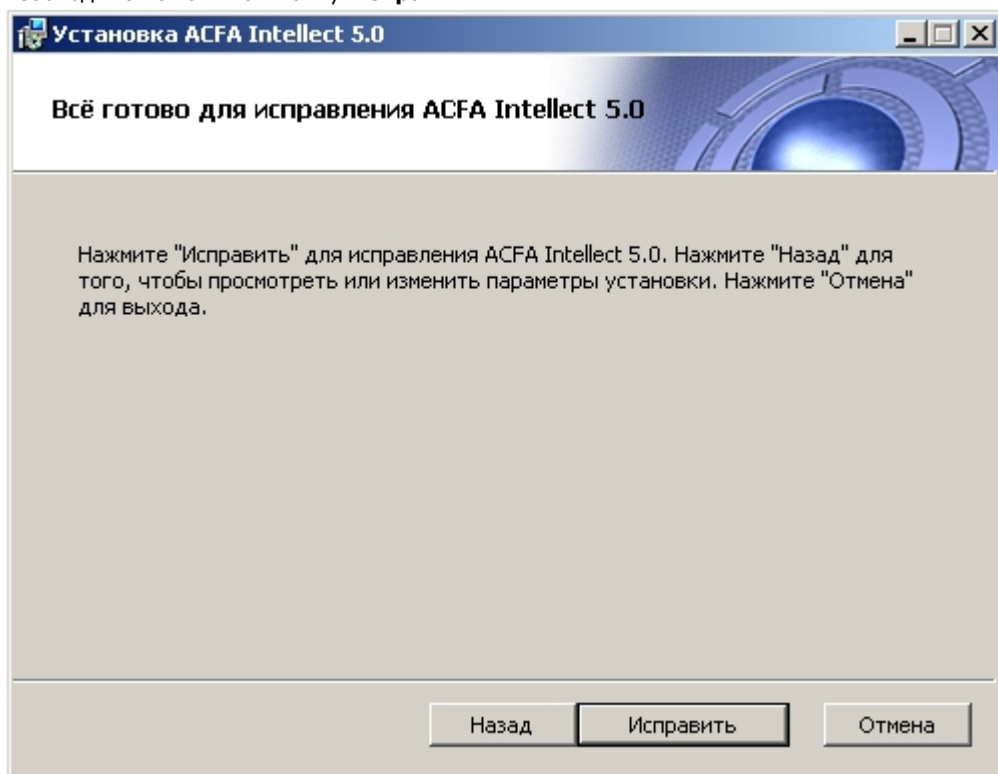 Установка ACFA Intellect 5.0
Всё готово для исправления ACFA Intellect 5.0
Нажмите "Исправить" для исправления ACFA Intellect 5.0. Нажмите "Назад" для
того, чтобы просмотреть или изменить параметры установки. Нажмите "Отмена"
для выхода.
Назад
Исправить
Отмена